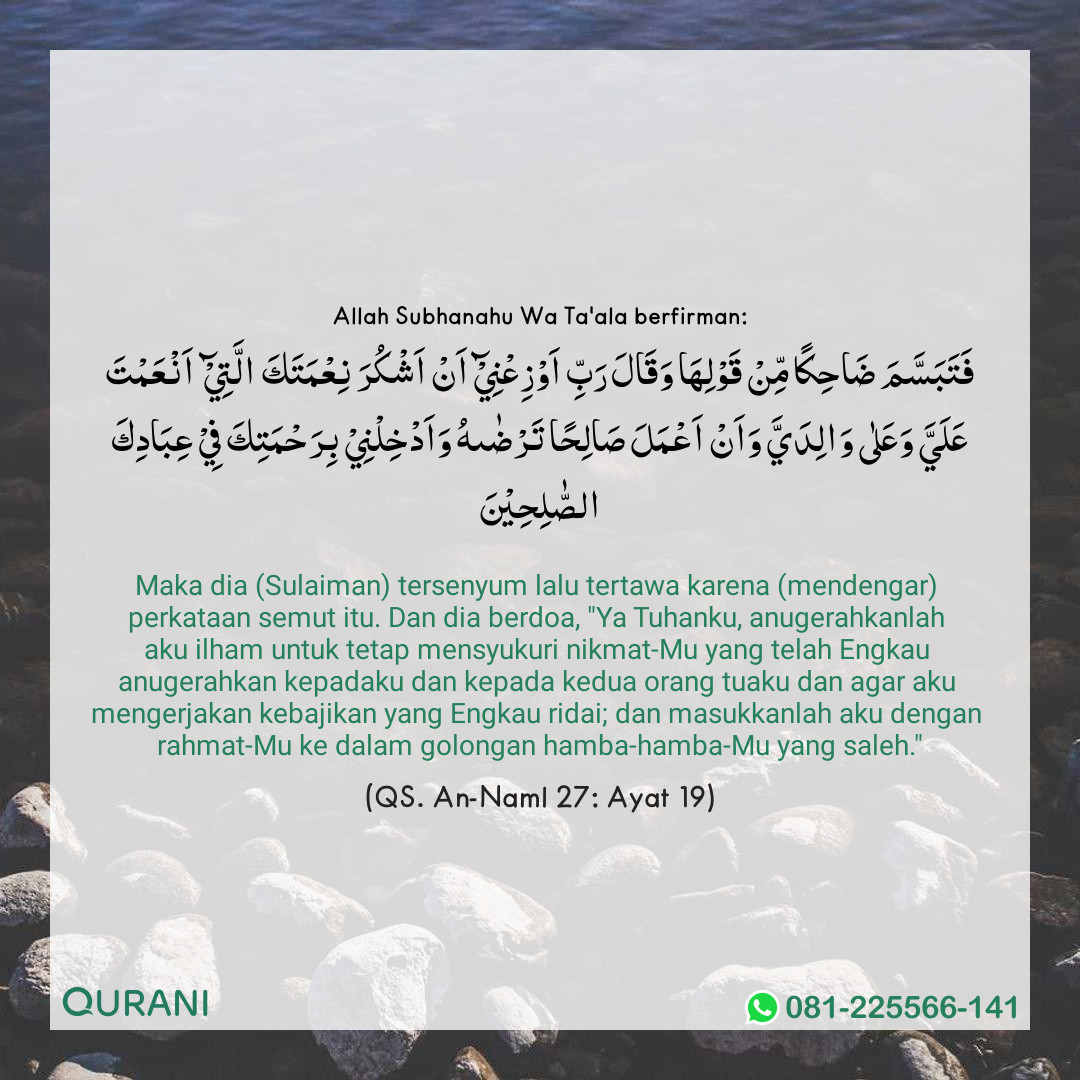 Allah Subhanahu Wa Ta'ala berfirman:
فَتَبَسَّمَ ضَاحِكًا مِّنْ قَوْلِهَا وَقَالَ رَبِّ اَوْزِعْنِيْۤ اَنْ اَشْكُرَ نِعْمَتَكَ الَّتِيْۤ اَنْعَمْتَ
عَلَيَّ وَعَلٰى وَالِدَيَّ وَاَنْ اَعْمَلَ صَالِحًا تَرْضٰٮهُ وَاَدْخِلْنِيْ بِرَحْمَتِكَ فِيْ عِبَادِكَ
الصّٰلِحِيْنَ
Maka dia (Sulaiman) tersenyum lalu tertawa karena (mendengar)
perkataan semut itu. Dan dia berdoa, "Ya Tuhanku, anugerahkanlah
aku ilham untuk tetap mensyukuri nikmat-Mu yang telah Engkau
anugerahkan kepadaku dan kepada kedua orang tuaku dan agar aku
mengerjakan kebajikan yang Engkau ridai; dan masukkanlah aku dengan
rahmat-Mu ke dalam golongan hamba-hamba-Mu yang saleh."
(QS. An-Naml 27: Ayat 19)
QURANI
081-225566-141